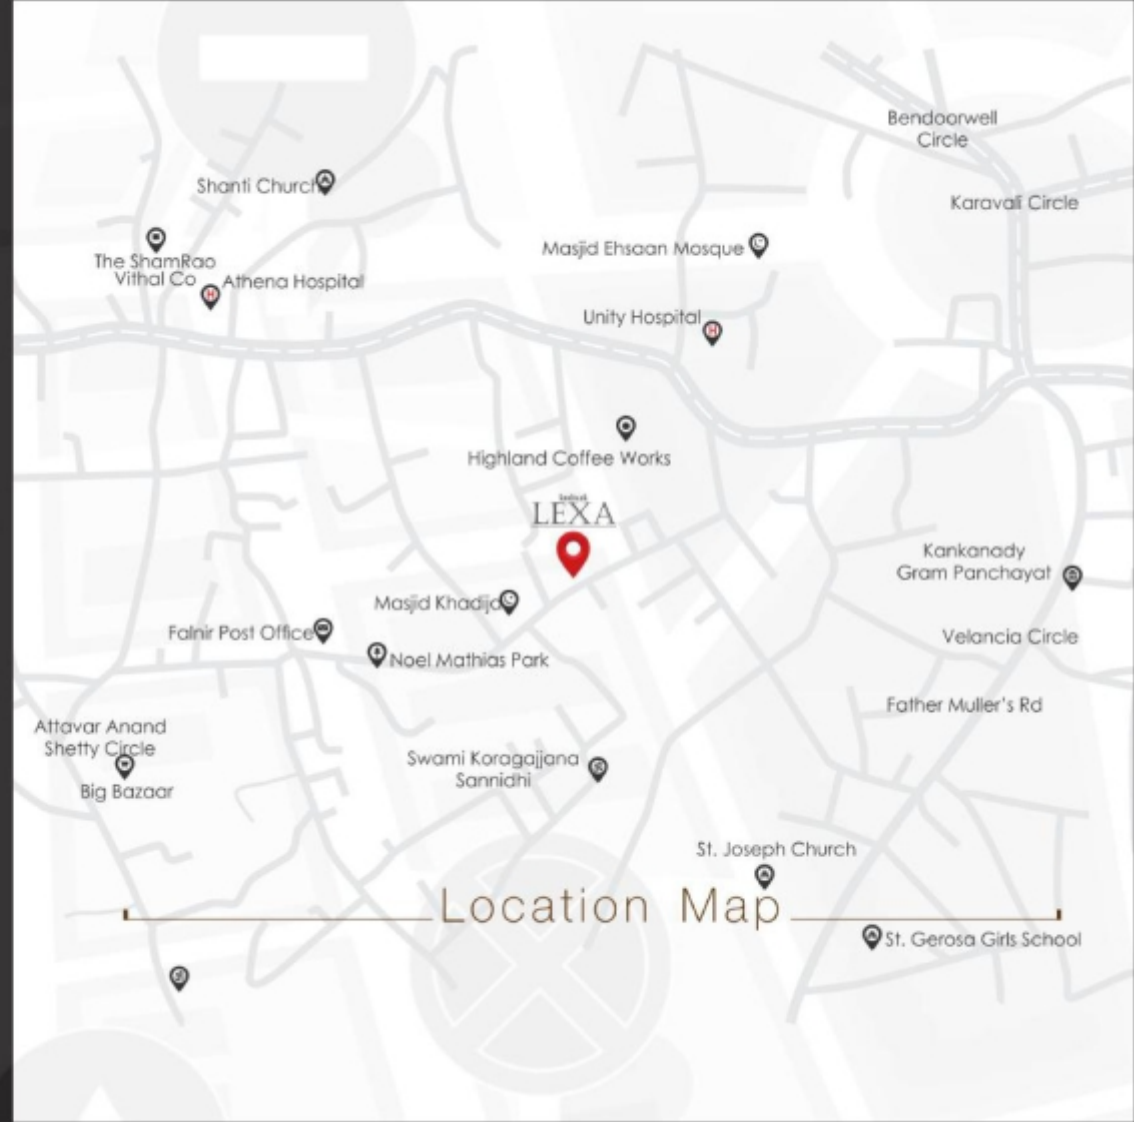 Bendoorwell
Circle
Shanti Church
Karavali Circle
Masjid Ehsaan Mosque
The ShamRao
Vithal Co
Athena Hospital
Unity Hospital
Highland Coffee Works
LEXA
Kankanady
Gram Panchayat
Masjid Khadija
Falnir Post Office
Velancia Circle
Noel Mathias Park
Father Muller's Rd
Attavar Anand
Shetty Circle
Swami Koragajjana
Sannidhi
Big Bazaar
St. Joseph Church
Location Map
St. Gerosa Girls School